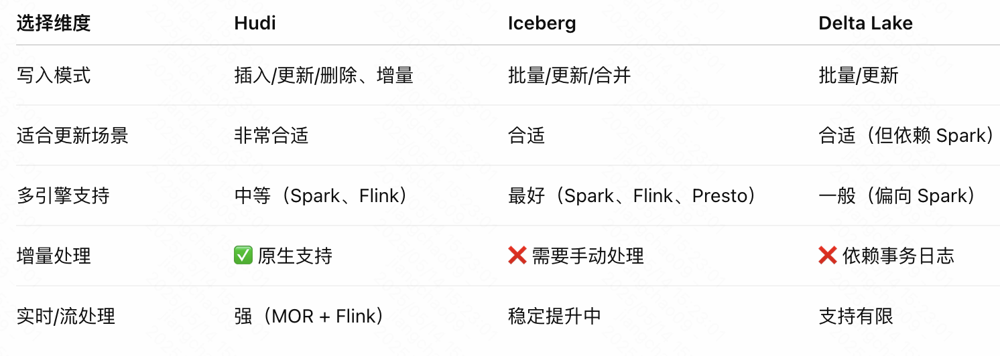 选择维度 Hudi Iceberg Delta Lake
写入模式 插入/更新/删除、增量 批量/更新/合并 批量/更新
适合更新场景 非常合适 合适 合适（但依赖 Spark）
多引擎支持 中等（Spark、Flink） 最好（Spark、Flink、Presto） 一般（偏向 Spark）
增量处理 ✅ 原生支持 ❌ 需要手动处理 ❌ 依赖事务日志
实时/流处理 强（MOR + Flink） 稳定提升中 支持有限